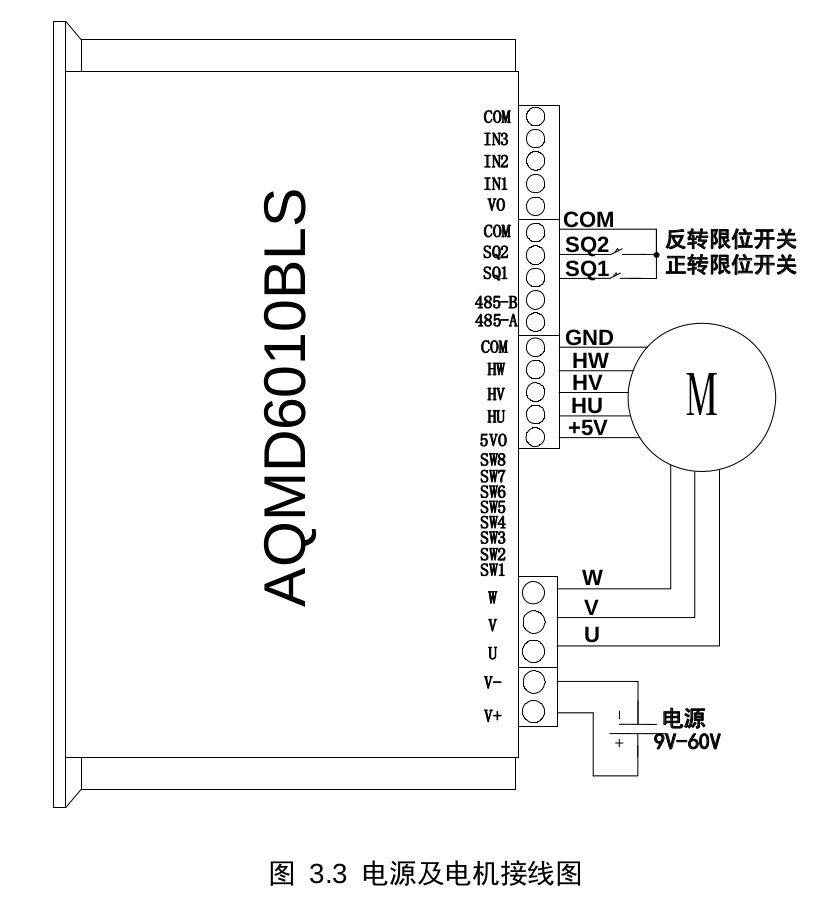 AQMD6010BLS
COM
IN3
IN2
IN1
VO
COM
SQ2
SQ1
485-B
485-A
COM
HW
HV
HU
5VO
SW8
SW7
SW6
SW5
SW4
SW3
SW2
SW1
W
V
U
V-
V+
COM
SQ2
SQ1
反转限位开关
正转限位开关
GND
HW
HV
HU
+5V
M
W
V
U
-
+
电源
9V-60V
图 3.3 电源及电机接线图